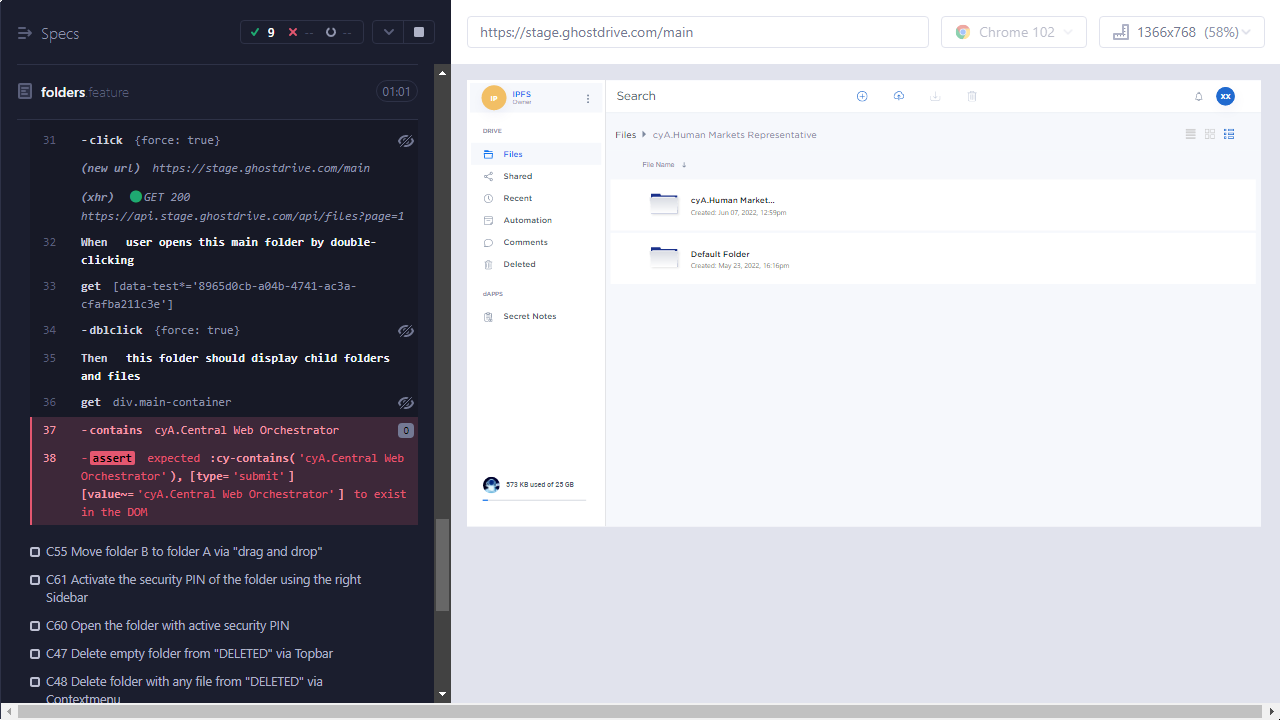 Specs
9
--
--
folders feature
01:01
31 -click {force: true}
(new url) https://stage.ghostdrive.com/main
(xhr) GET 200
https://api.stage.ghostdrive.com/api/files?page=1
32 When user opens this main folder by double-
clicking
33 get [data-test*='8965d0cb-a04b-4741-ac3a-
cfafba211c3e']
34 -dblclick {force: true}
35 Then this folder should display child folders
and files
36 get div.main-container
37 -contains cyA.Central Web Orchestrator 0
38 -assert expected :cy-contains('cyA.Central Web
Orchestrator'), [type='submit']
[value~='cyA.Central Web Orchestrator'] to exist
in the DOM
C55 Move folder B to folder A via "drag and drop"
C61 Activate the security PIN of the folder using the right
Sidebar
C60 Open the folder with active security PIN
C47 Delete empty folder from "DELETED" via Topbar
C48 Delete folder with any file from "DELETED" via
Contextmenu
https://stage.ghostdrive.com/main
Chrome 102
1366x768 (58%)
IP
IPFS
Owner
Search
XX
DRIVE
Files
Shared
Recent
Automation
Comments
Deleted
dAPPS
Secret Notes
573 KB used of 25 GB
Files cyA.Human Markets Representative
File Name ↓
cyA.Human Market...
Created: Jun 07, 2022, 12:59pm
Default Folder
Created: May 23, 2022, 16:16pm